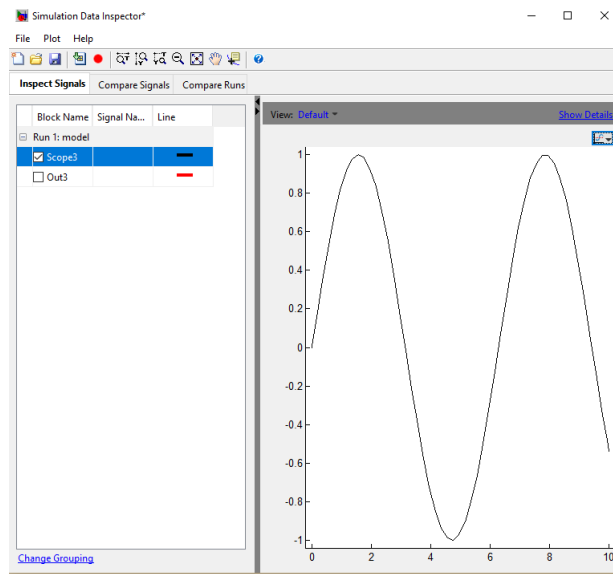 Simulation Data Inspector*
File Plot Help
Inspect Signals Compare Signals Compare Runs
Block Name Signal Na... Line
Run 1: model
Scope3
Out3
Change Grouping
View: Default
Show Details
1
0.8
0.6
0.4
0.2
0
-0.2
-0.4
-0.6
-0.8
-1
0 2 4 6 8 10